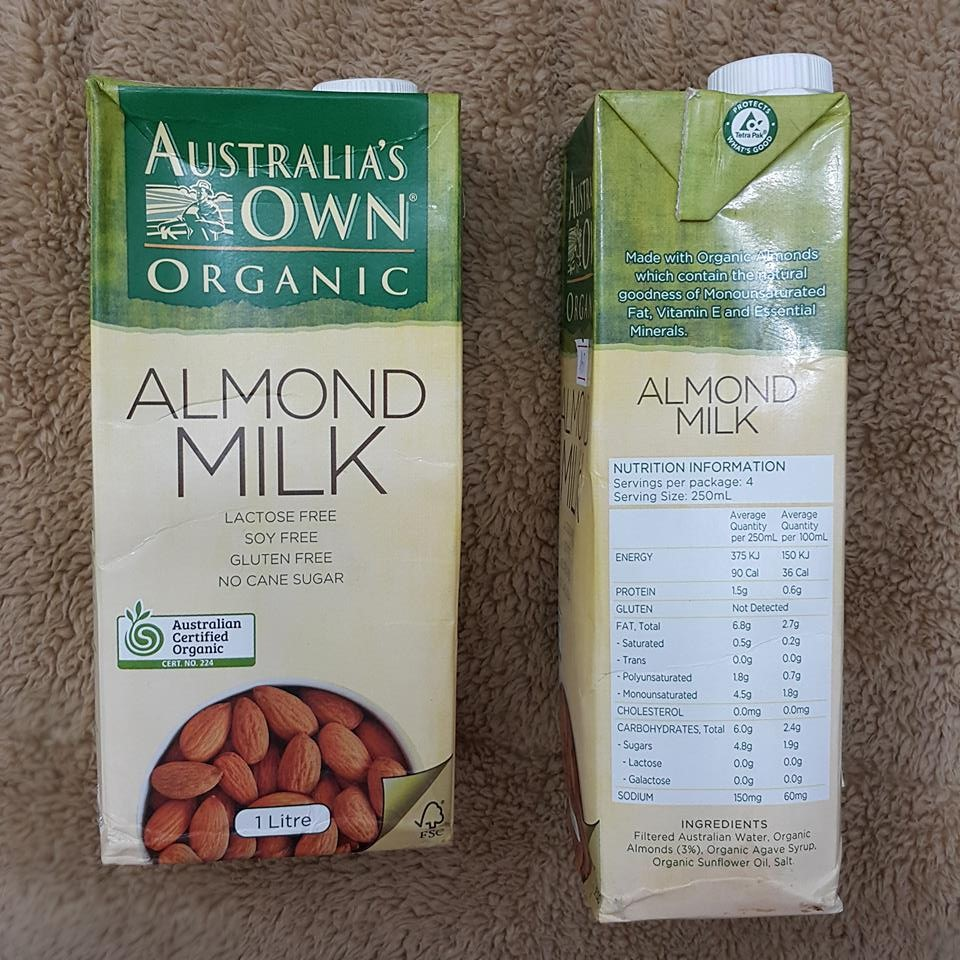 AUSTRALIA'S
OWN®
ORGANIC
ALMOND
MILK
LACTOSE FREE
SOY FREE
GLUTEN FREE
NO CANE SUGAR
Australian
Certified
Organic
CERT. NO. 224
1 Litre
FSC
PROTECTS
Tetra Pak®
WHAT'S GOOD
Made with Organic Almonds
which contain the natural
goodness of Monounsaturated
Fat, Vitamin E and Essential
Minerals.
ALMOND
MILK
NUTRITION INFORMATION
Servings per package: 4
Serving Size: 250mL
Average Quantity per 250mL Average Quantity per 100mL
ENERGY 375 KJ 150 KJ
90 Cal 36 Cal
PROTEIN 1.5g 0.6g
GLUTEN Not Detected
FAT, Total 6.8g 2.7g
- Saturated 0.5g 0.2g
- Trans 0.0g 0.0g
- Polyunsaturated 1.8g 0.7g
- Monounsaturated 4.5g 1.8g
CHOLESTEROL 0.0mg 0.0mg
CARBOHYDRATES, Total 6.0g 2.4g
- Sugars 4.8g 1.9g
- Lactose 0.0g 0.0g
- Galactose 0.0g 0.0g
SODIUM 150mg 60mg
INGREDIENTS
Filtered Australian Water, Organic
Almonds (3%), Organic Agave Syrup,
Organic Sunflower Oil, Salt.